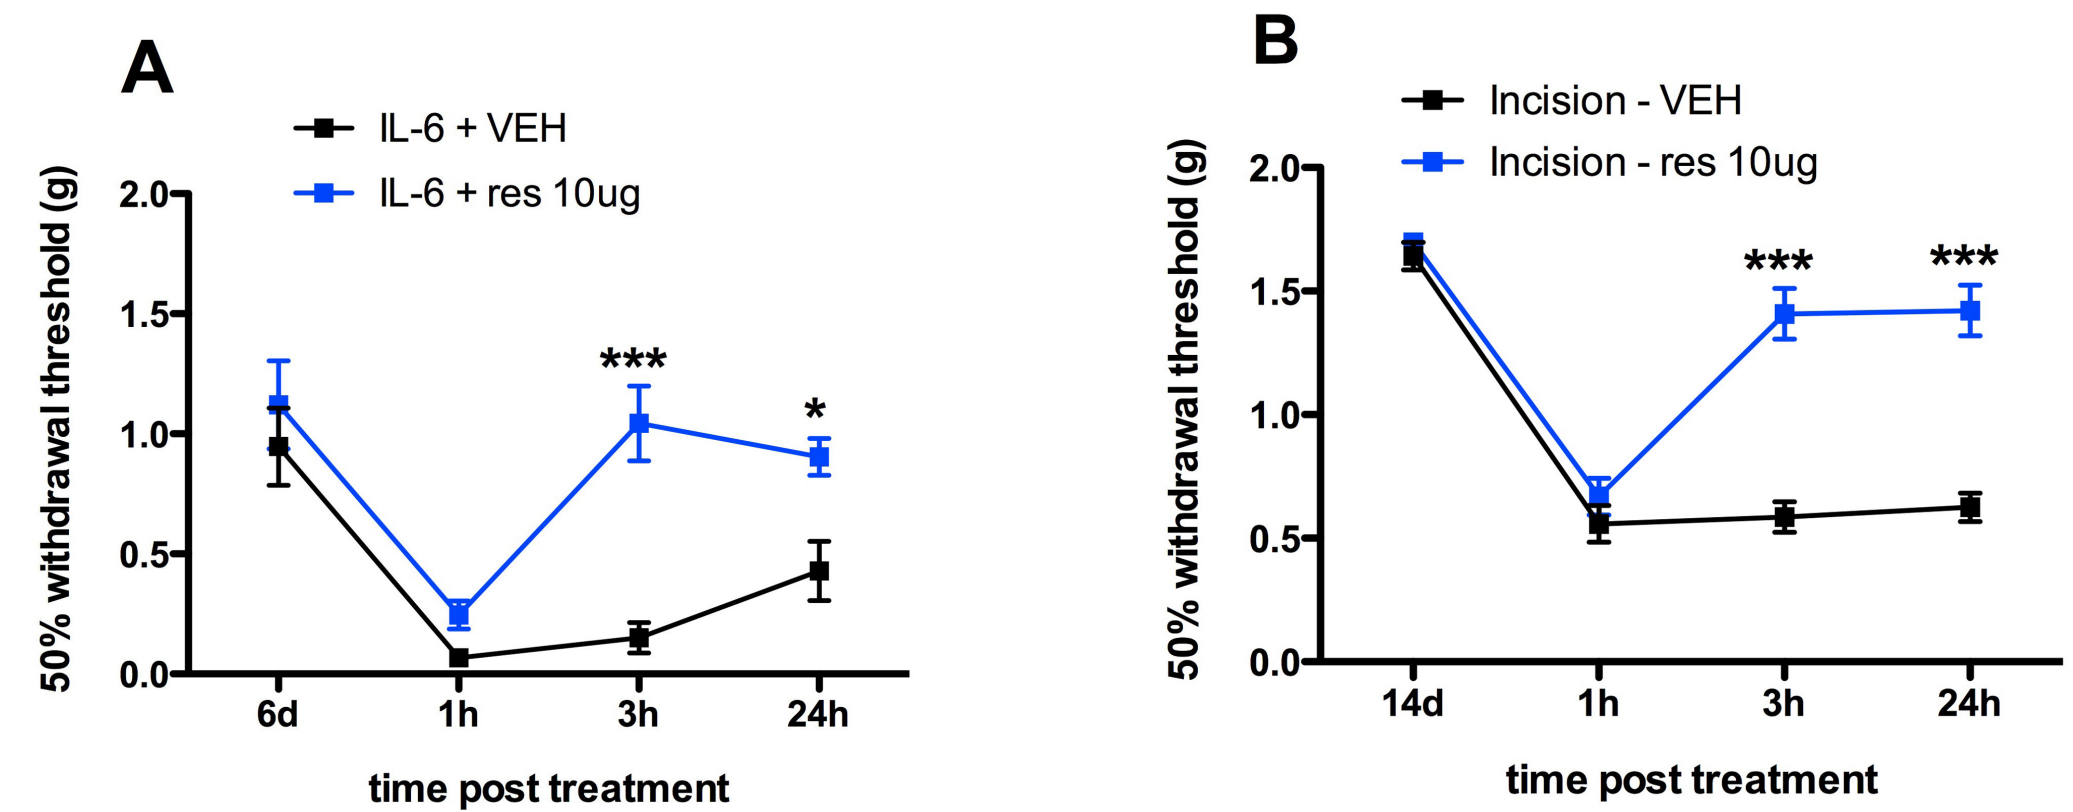 A
IL-6 + VEH
IL-6 + res 10ug
50% withdrawal threshold (g)
2.0
1.5
1.0
0.5
0.0
***
*
6d 1h 3h 24h
time post treatment
B
Incision - VEH
Incision - res 10ug
50% withdrawal threshold (g)
2.0
1.5
1.0
0.5
0.0
*** ***
14d 1h 3h 24h
time post treatment